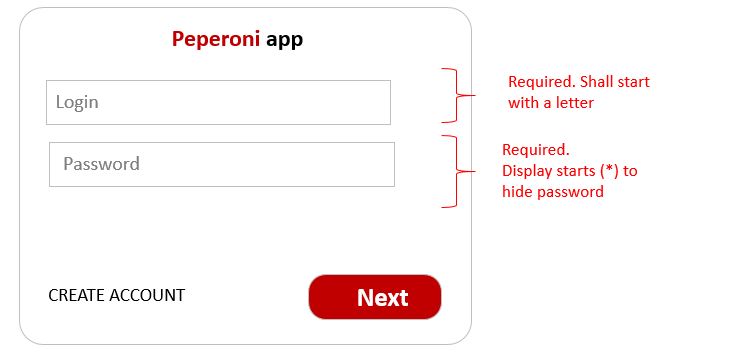 Peperoni app
Login
Required. Shall start
with a letter
Password
Required.
Display starts (*) to
hide password
CREATE ACCOUNT
Next